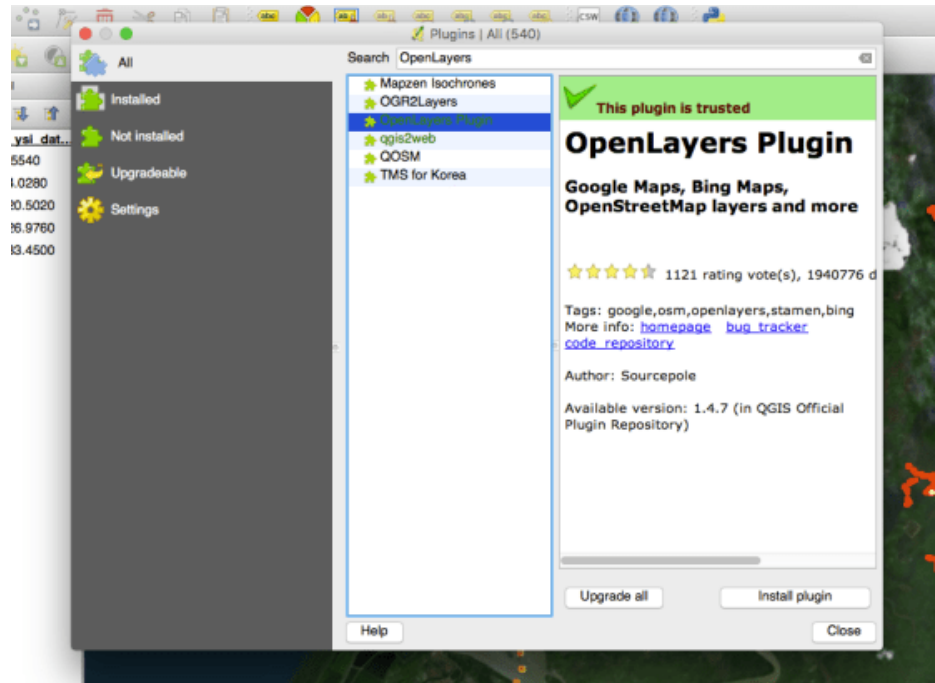 Plugins | All (540)
All
Installed
Not installed
Upgradeable
Settings
Search OpenLayers
Mapzen Isochrones
OGR2Layers
OpenLayers Plugin
qgis2web
QOSM
TMS for Korea
This plugin is trusted
OpenLayers Plugin
Google Maps, Bing Maps,
OpenStreetMap layers and more
1121 rating vote(s), 1940776 d
Tags: google,osm,openlayers,stamen,bing
More info: homepage bug tracker
code repository
Author: Sourcepole
Available version: 1.4.7 (in QGIS Official
Plugin Repository)
Upgrade all
Install plugin
Help
Close
abc
CSW
ysi_dat...
5540
.0280
20.5020
26.9760
33.4500